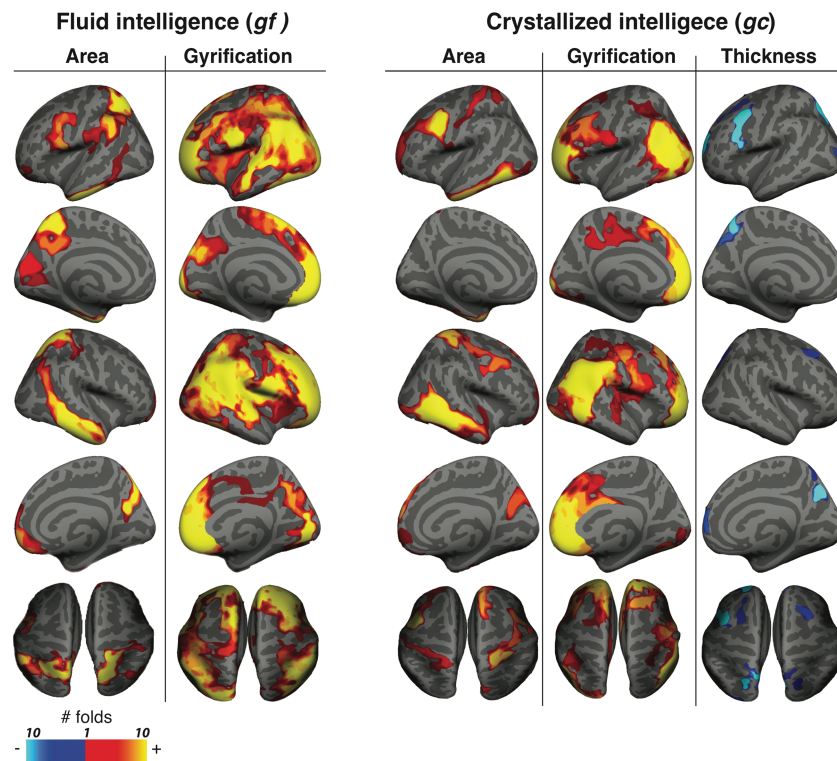 Fluid intelligence (gf )
Crystallized intelligece (gc)
Area
Gyrification
Area
Gyrification
Thickness
# folds
10 1 10
- +